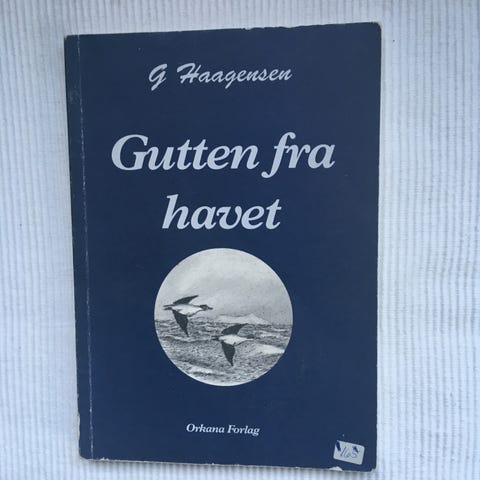 G Haagensen
Gutten fra
havet
Orkana Forlag